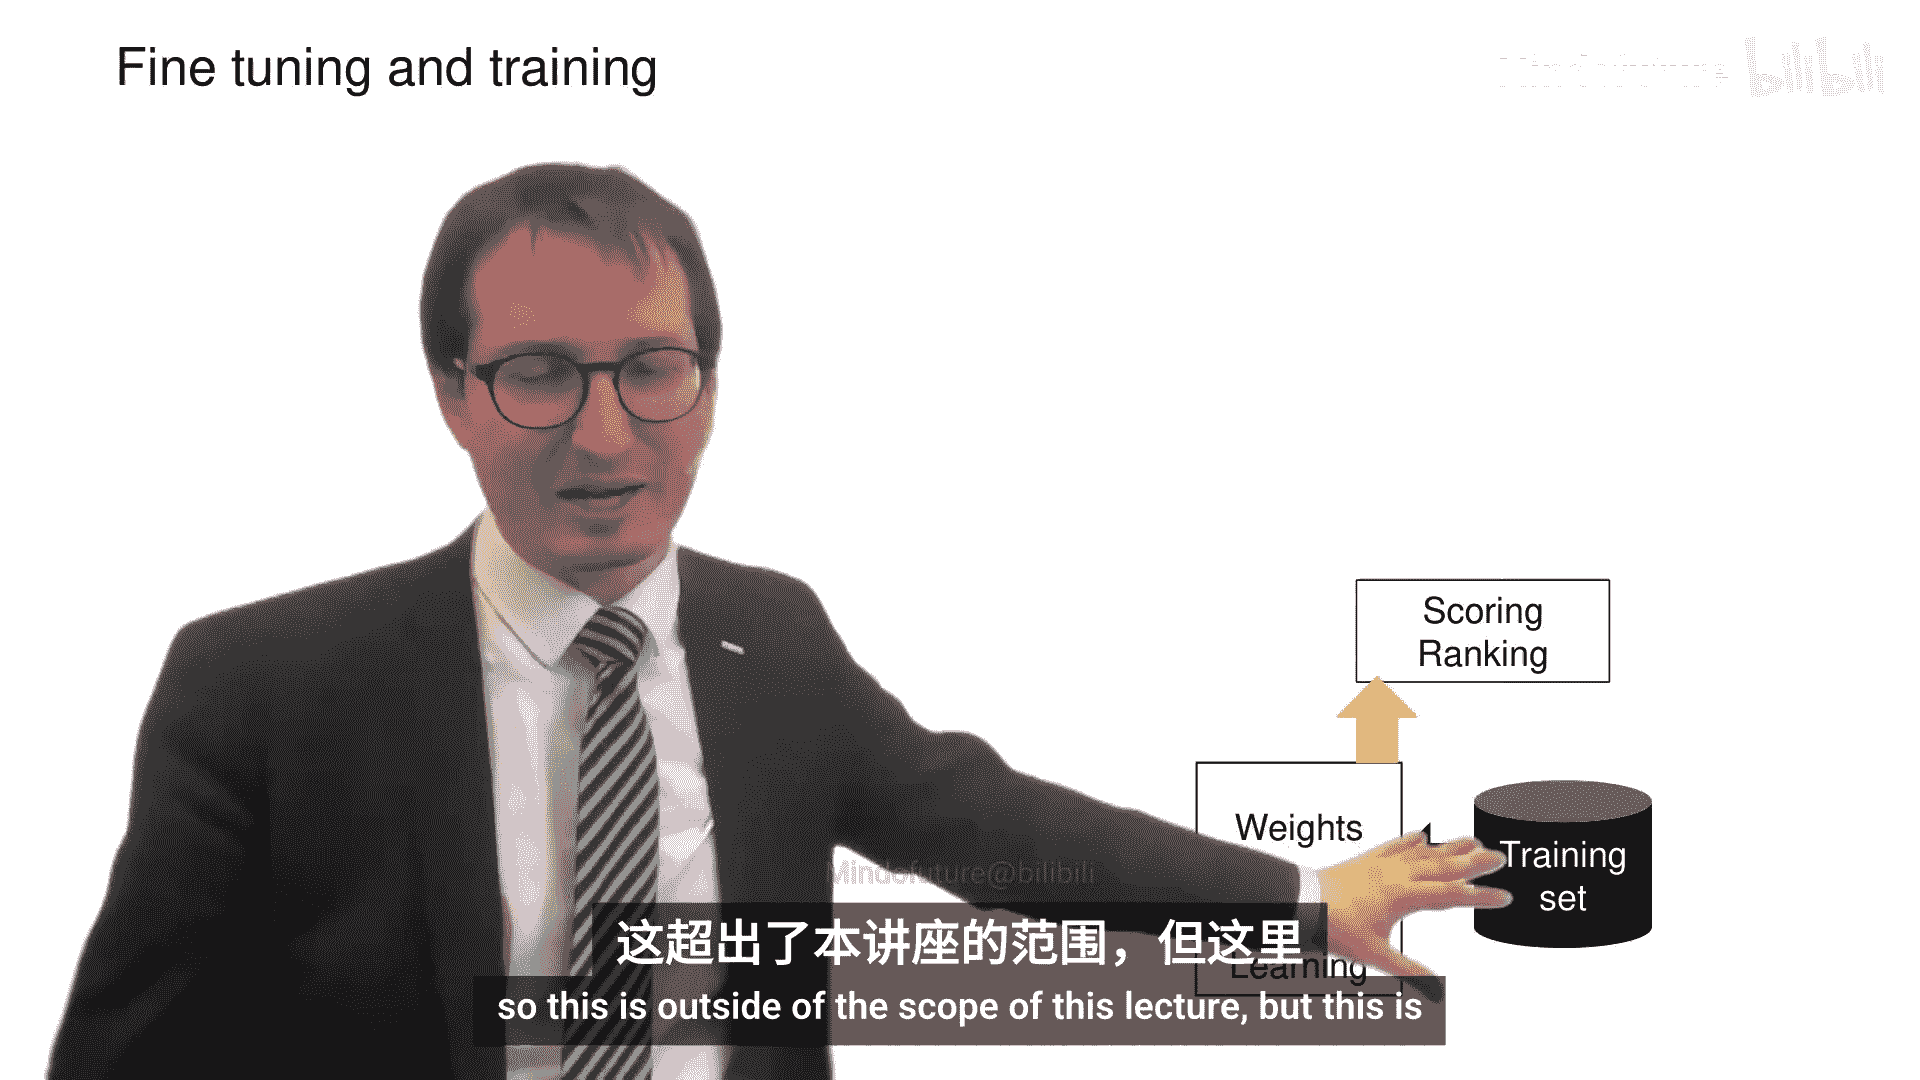 Fine tuning and training
bilibili
Scoring
Ranking
Weights
Training
set
Mindofuture@bilibili
Learning
这超出了本讲座的范围，但这里
so this is outside of the scope of this lecture, but this is